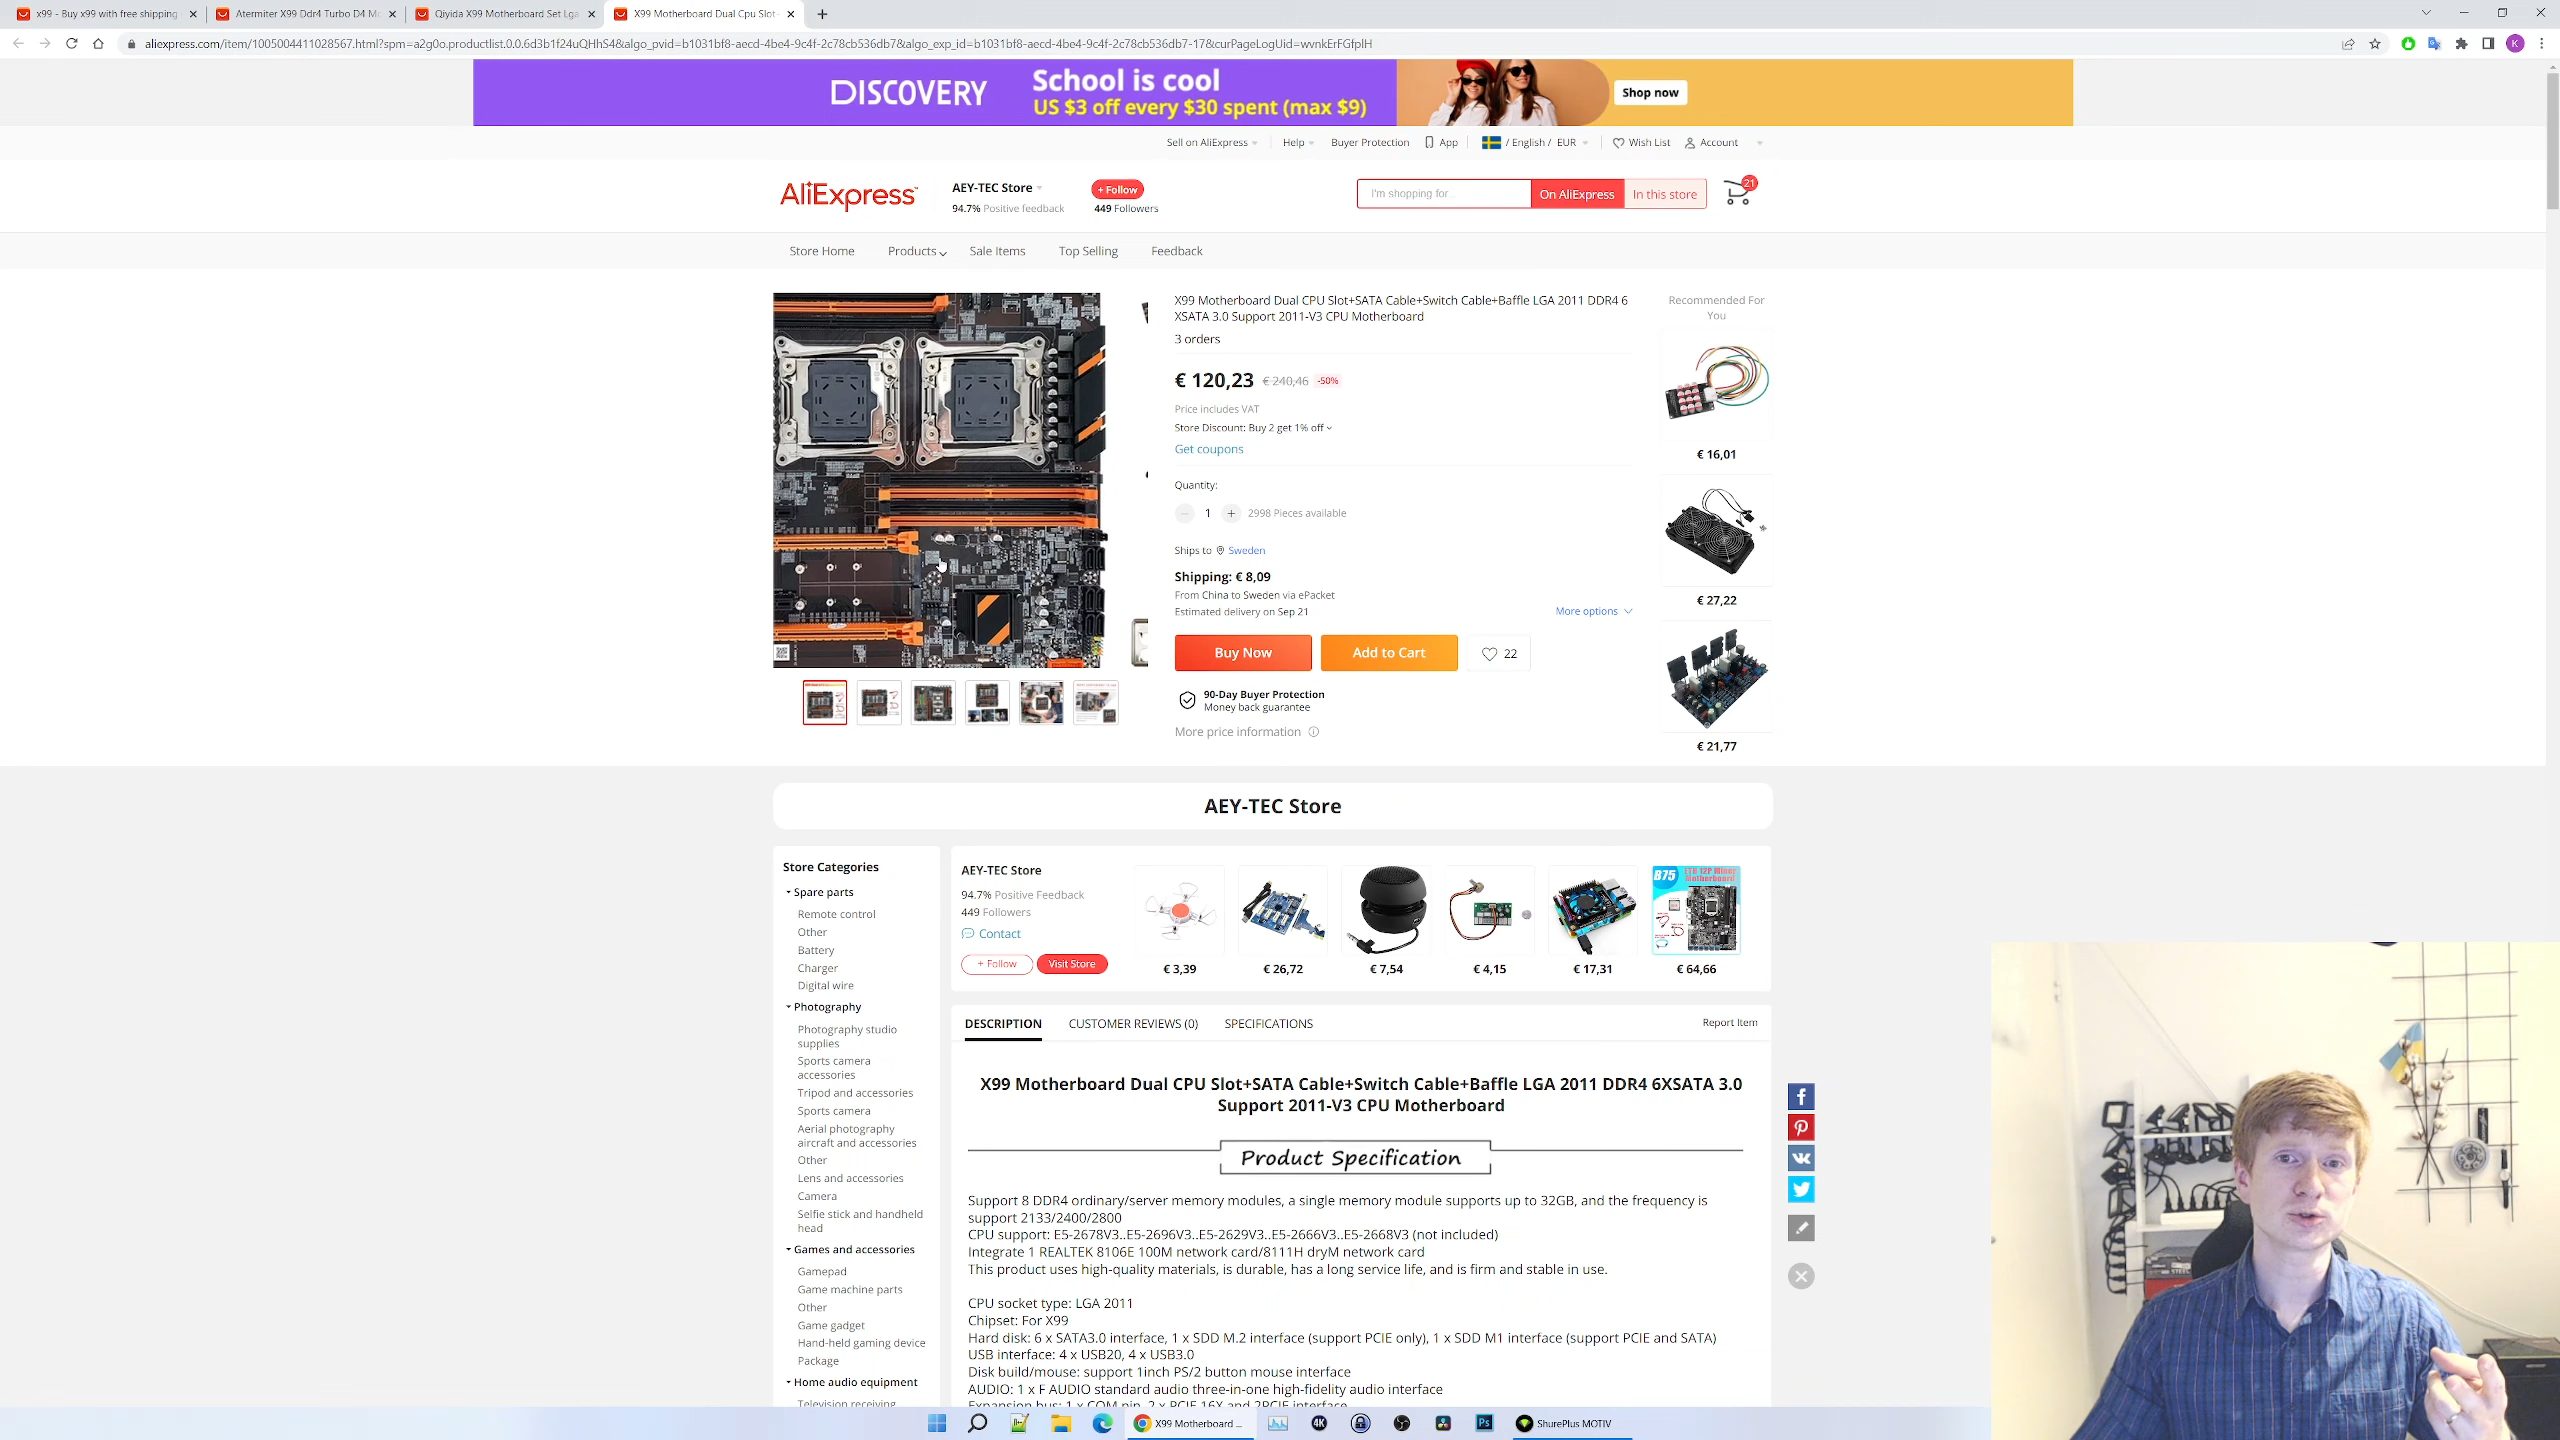 x99 - Buy x99 with free shipping
Atermiter X99 Ddr4 Turbo D4 Mo
Qiyida X99 Motherboard Set Lga
X99 Motherboard Dual Cpu Slot
aliexpress.com/item/1005004411028567.html?spm=a2g0o.productlist.0.0.6d3b1f24uQHhS4&algo_pvid=b1031bf8-aecd-4be4-9c4f-2c78cb536db7&algo_exp_id=b1031bf8-aecd-4be4-9c4f-2c78cb536db7-17&curPageLogUid=wvnkErFGfplH
K
DISCOVERY
School is cool
US $3 off every $30 spent (max $9)
Shop now
Sell on AliExpress
Help
Buyer Protection
App
/ English / EUR
Wish List
Account
AliExpress
AEY-TEC Store
94.7% Positive feedback
+ Follow
449 Followers
I'm shopping for...
On AliExpress
In this store
21
Store Home
Products
Sale Items
Top Selling
Feedback
X99 Motherboard Dual CPU Slot+SATA Cable+Switch Cable+Baffle LGA 2011 DDR4 6
XSATA 3.0 Support 2011-V3 CPU Motherboard
3 orders
€ 120,23 € 240,46 -50%
Price includes VAT
Store Discount: Buy 2 get 1% off
Get coupons
Quantity:
1
2998 Pieces available
Ships to Sweden
Shipping: € 8,09
From China to Sweden via ePacket
Estimated delivery on Sep 21
More options
Buy Now
Add to Cart
22
90-Day Buyer Protection
Money back guarantee
More price information
Recommended For
You
€ 16,01
€ 27,22
€ 21,77
AEY-TEC Store
Store Categories
Spare parts
Remote control
Other
Battery
Charger
Digital wire
Photography
Photography studio
supplies
Sports camera
accessories
Tripod and accessories
Sports camera
Aerial photography
aircraft and accessories
Other
Lens and accessories
Camera
Selfie stick and handheld
head
Games and accessories
Gamepad
Game machine parts
Other
Game gadget
Hand-held gaming device
Package
Home audio equipment
Television receiving
AEY-TEC Store
94.7% Positive Feedback
449 Followers
Contact
+ Follow
Visit Store
€ 3,39
€ 26,72
€ 7,54
€ 4,15
€ 17,31
B75
€ 64,66
DESCRIPTION
CUSTOMER REVIEWS (0)
SPECIFICATIONS
Report Item
X99 Motherboard Dual CPU Slot+SATA Cable+Switch Cable+Baffle LGA 2011 DDR4 6XSATA 3.0
Support 2011-V3 CPU Motherboard
Product Specification
Support 8 DDR4 ordinary/server memory modules, a single memory module supports up to 32GB, and the frequency is
support 2133/2400/2800
CPU support: E5-2678V3..E5-2696V3..E5-2629V3..E5-2666V3..E5-2668V3 (not included)
Integrate 1 REALTEK 8106E 100M network card/8111H dryM network card
This product uses high-quality materials, is durable, has a long service life, and is firm and stable in use.
CPU socket type: LGA 2011
Chipset: For X99
Hard disk: 6 x SATA3.0 interface, 1 x SDD M.2 interface (support PCIE only), 1 x SDD M1 interface (support PCIE and SATA)
USB interface: 4 x USB20, 4 x USB3.0
Disk build/mouse: support 1inch PS/2 button mouse interface
AUDIO: 1 x F AUDIO standard audio three-in-one high-fidelity audio interface
Expansion bus: 1 x COM pin, 2 x PCIE 16X and 2PCIE interface
X99 Motherboard ...
4K
Ps
ShurePlus MOTIV